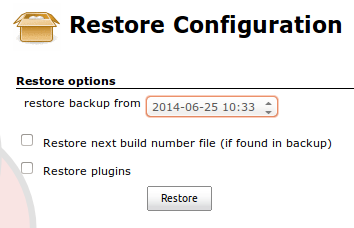 Restore Configuration
Restore options
restore backup from 2014-06-25 10:33
Restore next build number file (if found in backup)
Restore plugins
Restore